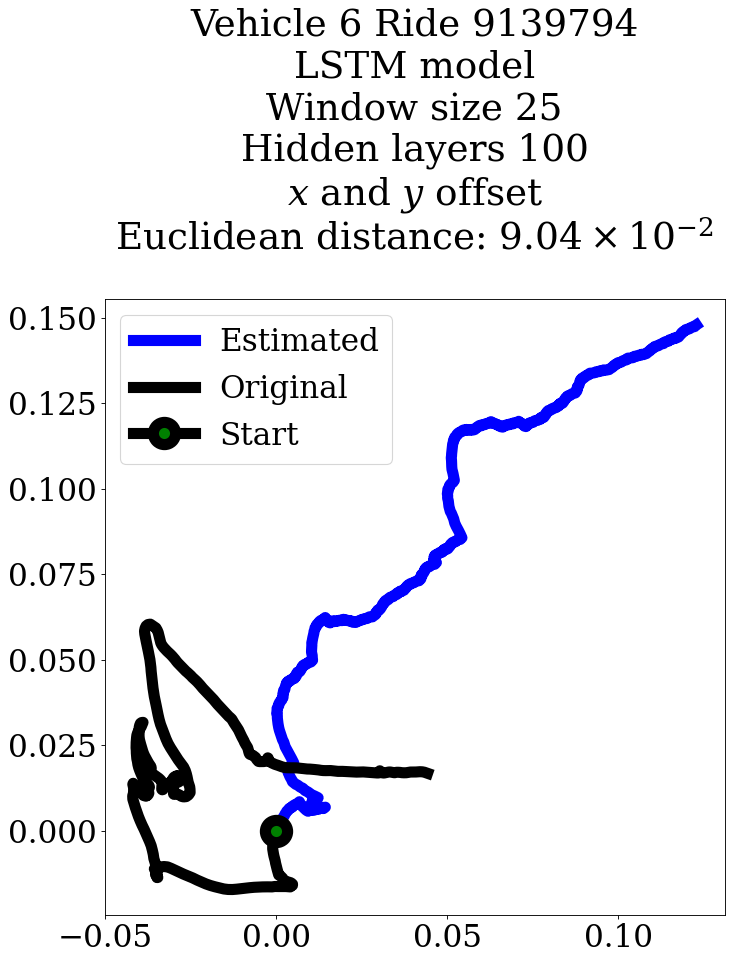 Vehicle 6 Ride 9139794
LSTM model
Window size 25
Hidden layers 100
x and y offset
Euclidean distance: 9.04 × 10⁻²
Estimated
Original
Start
0.150
0.125
0.100
0.075
0.050
0.025
0.000
−0.05
0.00
0.05
0.10